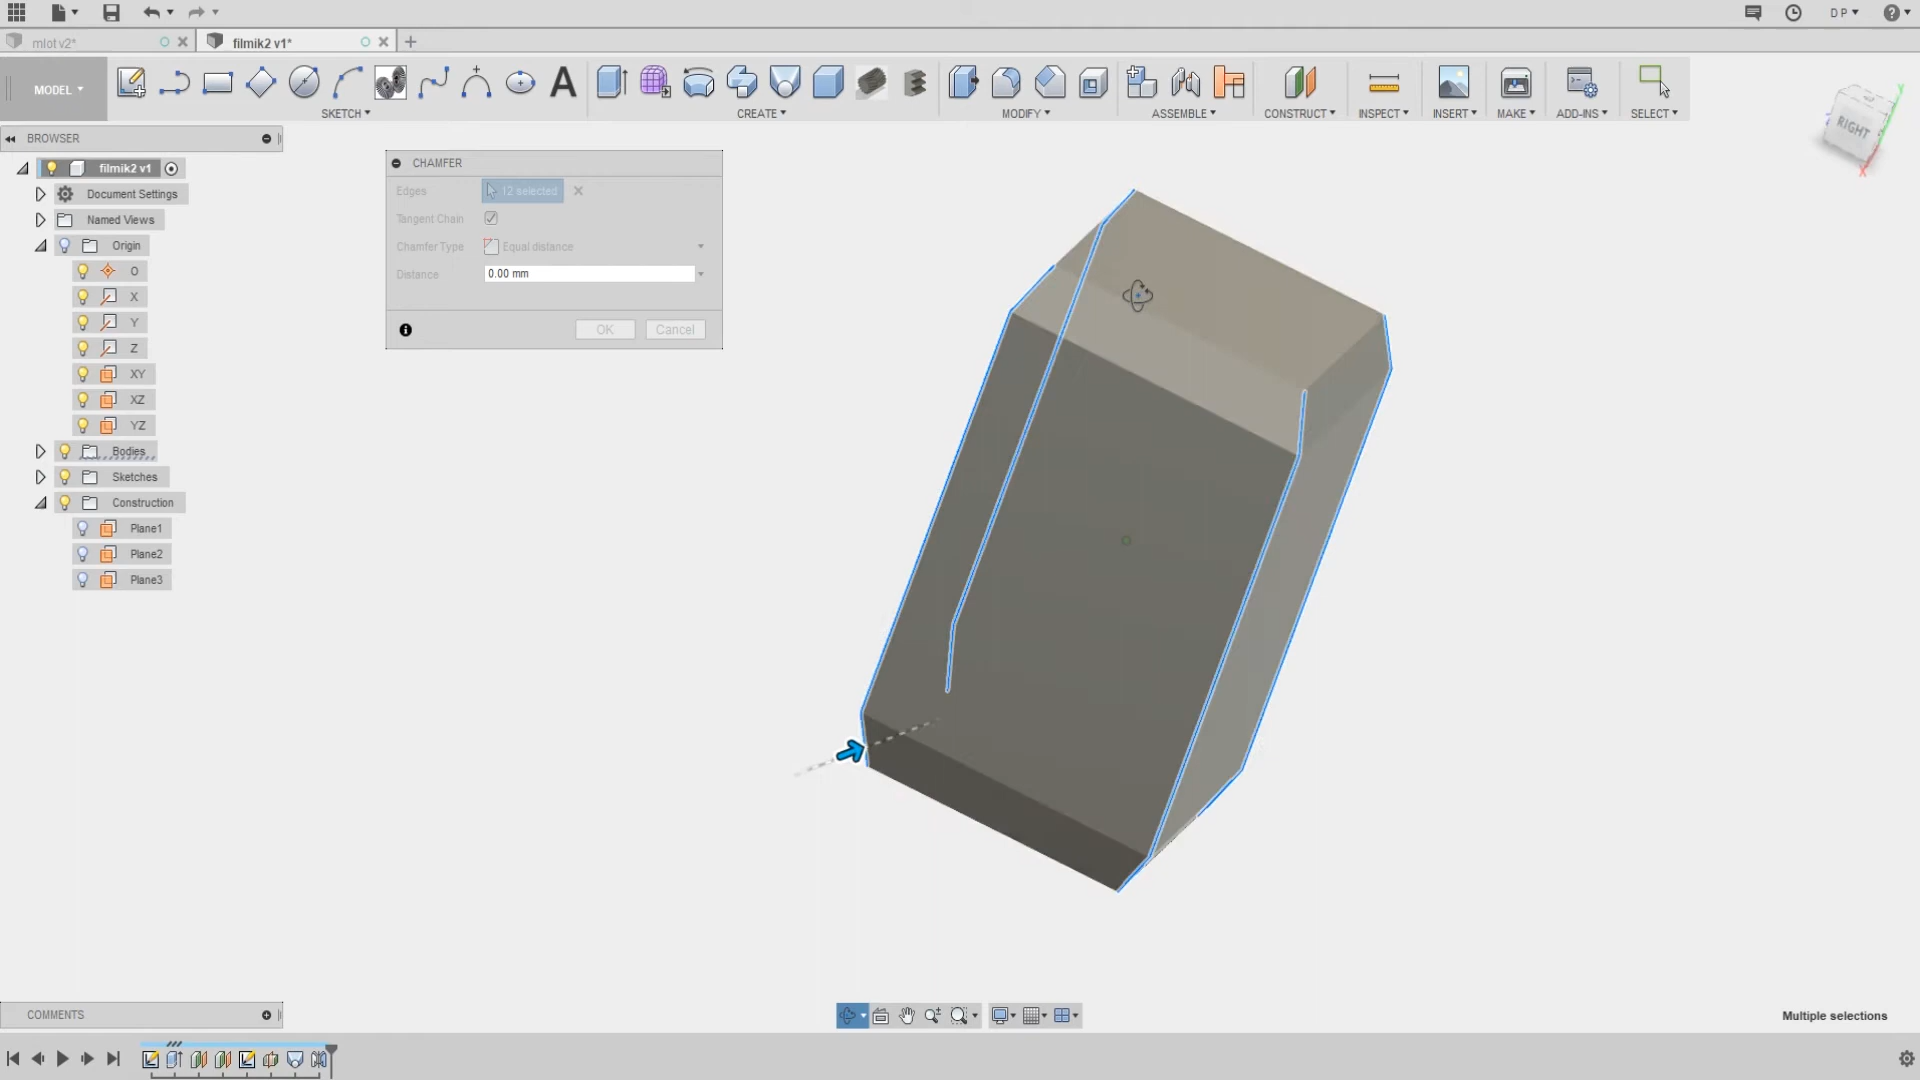 DP
mlot v2*
filmik2 v1*
MODEL
SKETCH
CREATE
MODIFY
ASSEMBLE
CONSTRUCT
INSPECT
INSERT
MAKE
ADD-INS
SELECT
RIGHT
Y
X
BROWSER
filmik2 v1
Document Settings
Named Views
Origin
O
X
Y
Z
XY
XZ
YZ
Bodies
Sketches
Construction
Plane1
Plane2
Plane3
CHAMFER
Edges 12 selected
Tangent Chain
Chamfer Type Equal distance
Distance 0.00 mm
OK Cancel
COMMENTS
Multiple selections